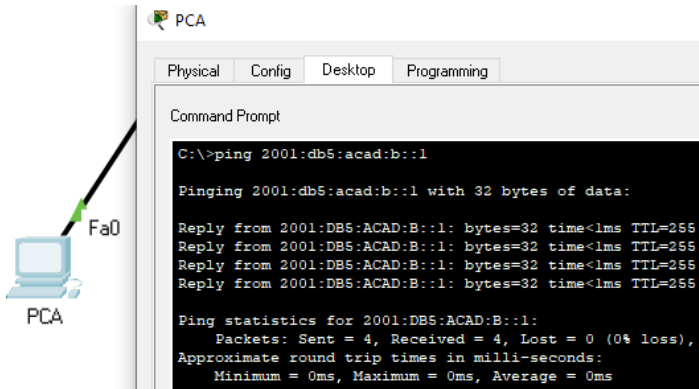 PCA
Physical Config Desktop Programming
Command Prompt
C:\>ping 2001:db5:acad:b::1
Pinging 2001:db5:acad:b::1 with 32 bytes of data:
Reply from 2001:DB5:ACAD:B::1: bytes=32 time<1ms TTL=255
Reply from 2001:DB5:ACAD:B::1: bytes=32 time<1ms TTL=255
Reply from 2001:DB5:ACAD:B::1: bytes=32 time<1ms TTL=255
Reply from 2001:DB5:ACAD:B::1: bytes=32 time<1ms TTL=255
Ping statistics for 2001:DB5:ACAD:B::1:
Packets: Sent = 4, Received = 4, Lost = 0 (0% loss),
Approximate round trip times in milli-seconds:
Minimum = 0ms, Maximum = 0ms, Average = 0ms
Fa0
PCA